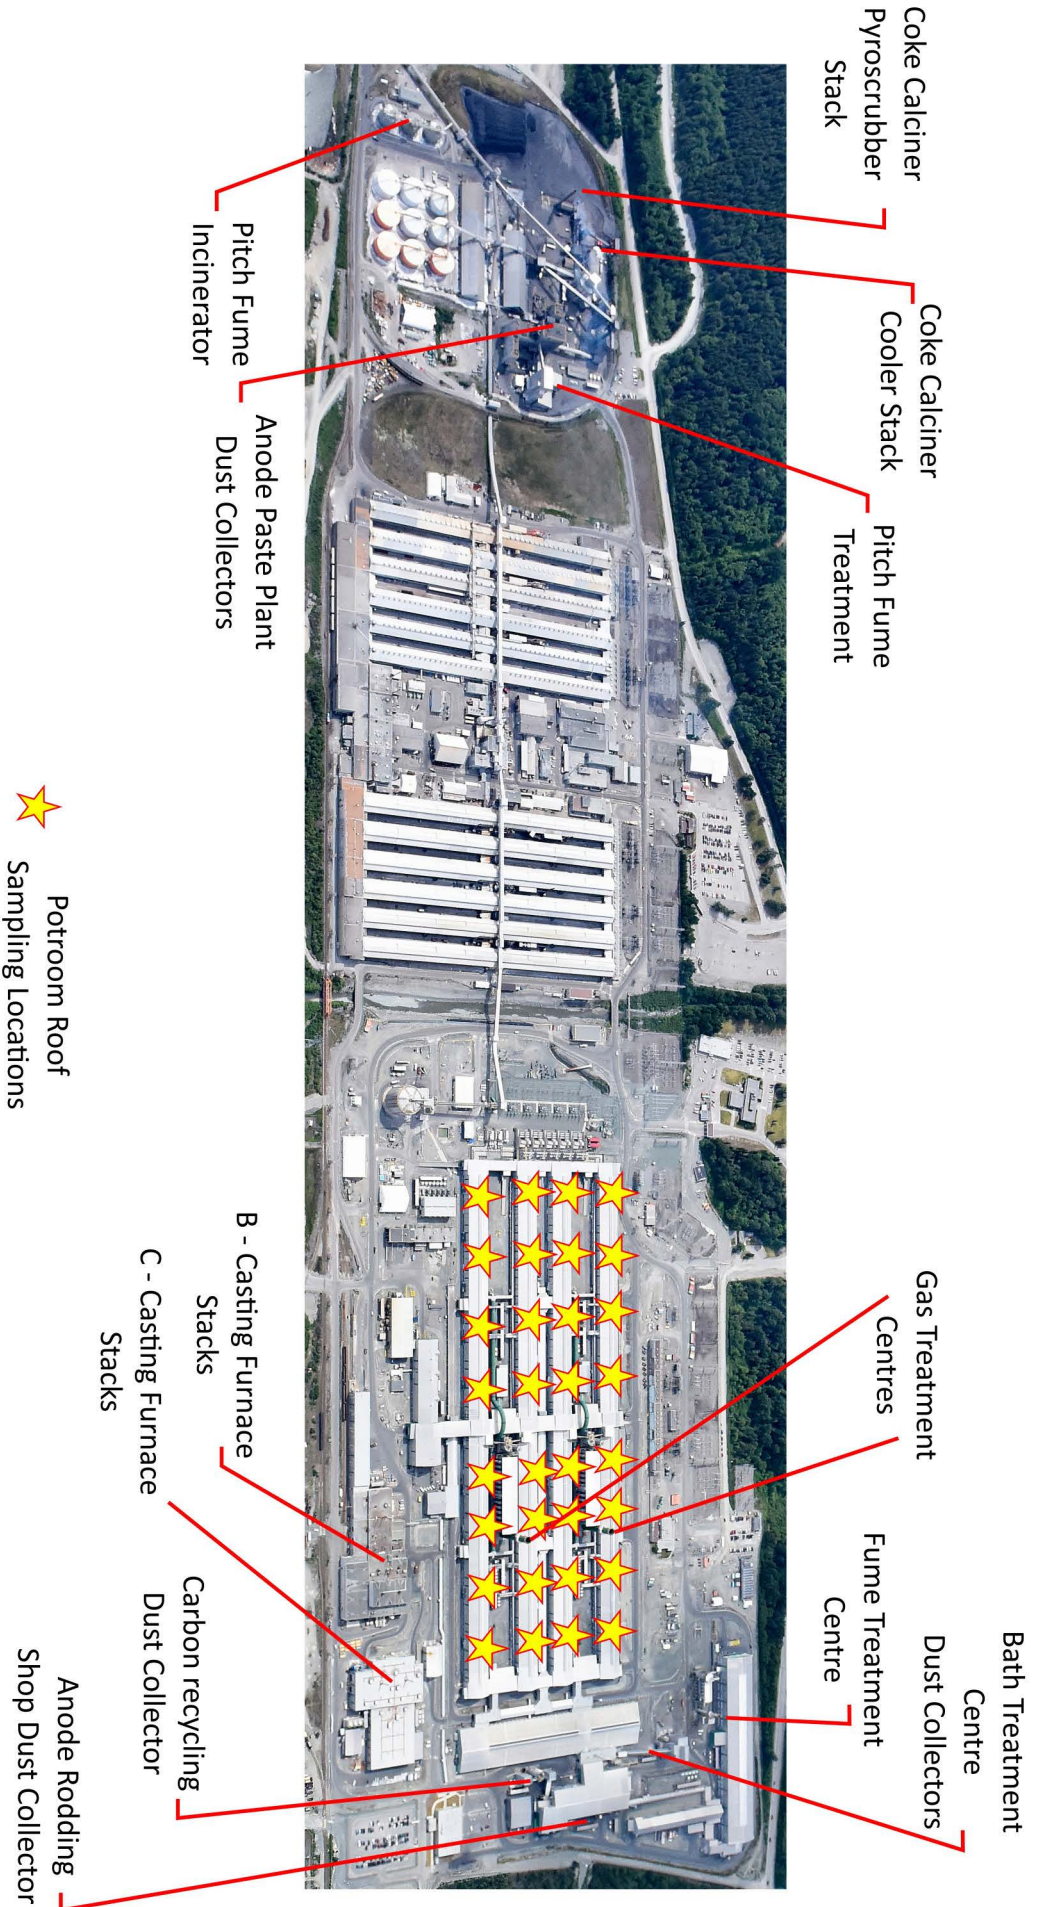 Coke Calciner
Pyroscrubber
Stack
Coke Calciner
Cooler Stack
Pitch Fume
Treatment
Gas Treatment
Centres
Fume Treatment
Centre
Bath Treatment
Centre
Dust Collectors
Pitch Fume
Incinerator
Anode Paste Plant
Dust Collectors
B - Casting Furnace
Stacks
C - Casting Furnace
Stacks
Carbon recycling
Dust Collector
Anode Rodding
Shop Dust Collector
Potroom Roof
Sampling Locations